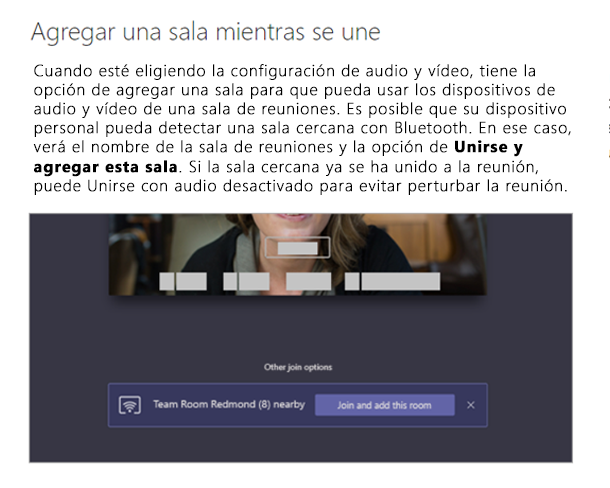 Agregar una sala mientras se une
Cuando esté eligiendo la configuración de audio y vídeo, tiene la
opción de agregar una sala para que pueda usar los dispositivos de
audio y vídeo de una sala de reuniones. Es posible que su dispositivo
personal pueda detectar una sala cercana con Bluetooth. En ese caso,
verá el nombre de la sala de reuniones y la opción de Unirse y
agregar esta sala. Si la sala cercana ya se ha unido a la reunión,
puede Unirse con audio desactivado para evitar perturbar la reunión.
Other join options
Team Room Redmond (8) nearby Join and add this room